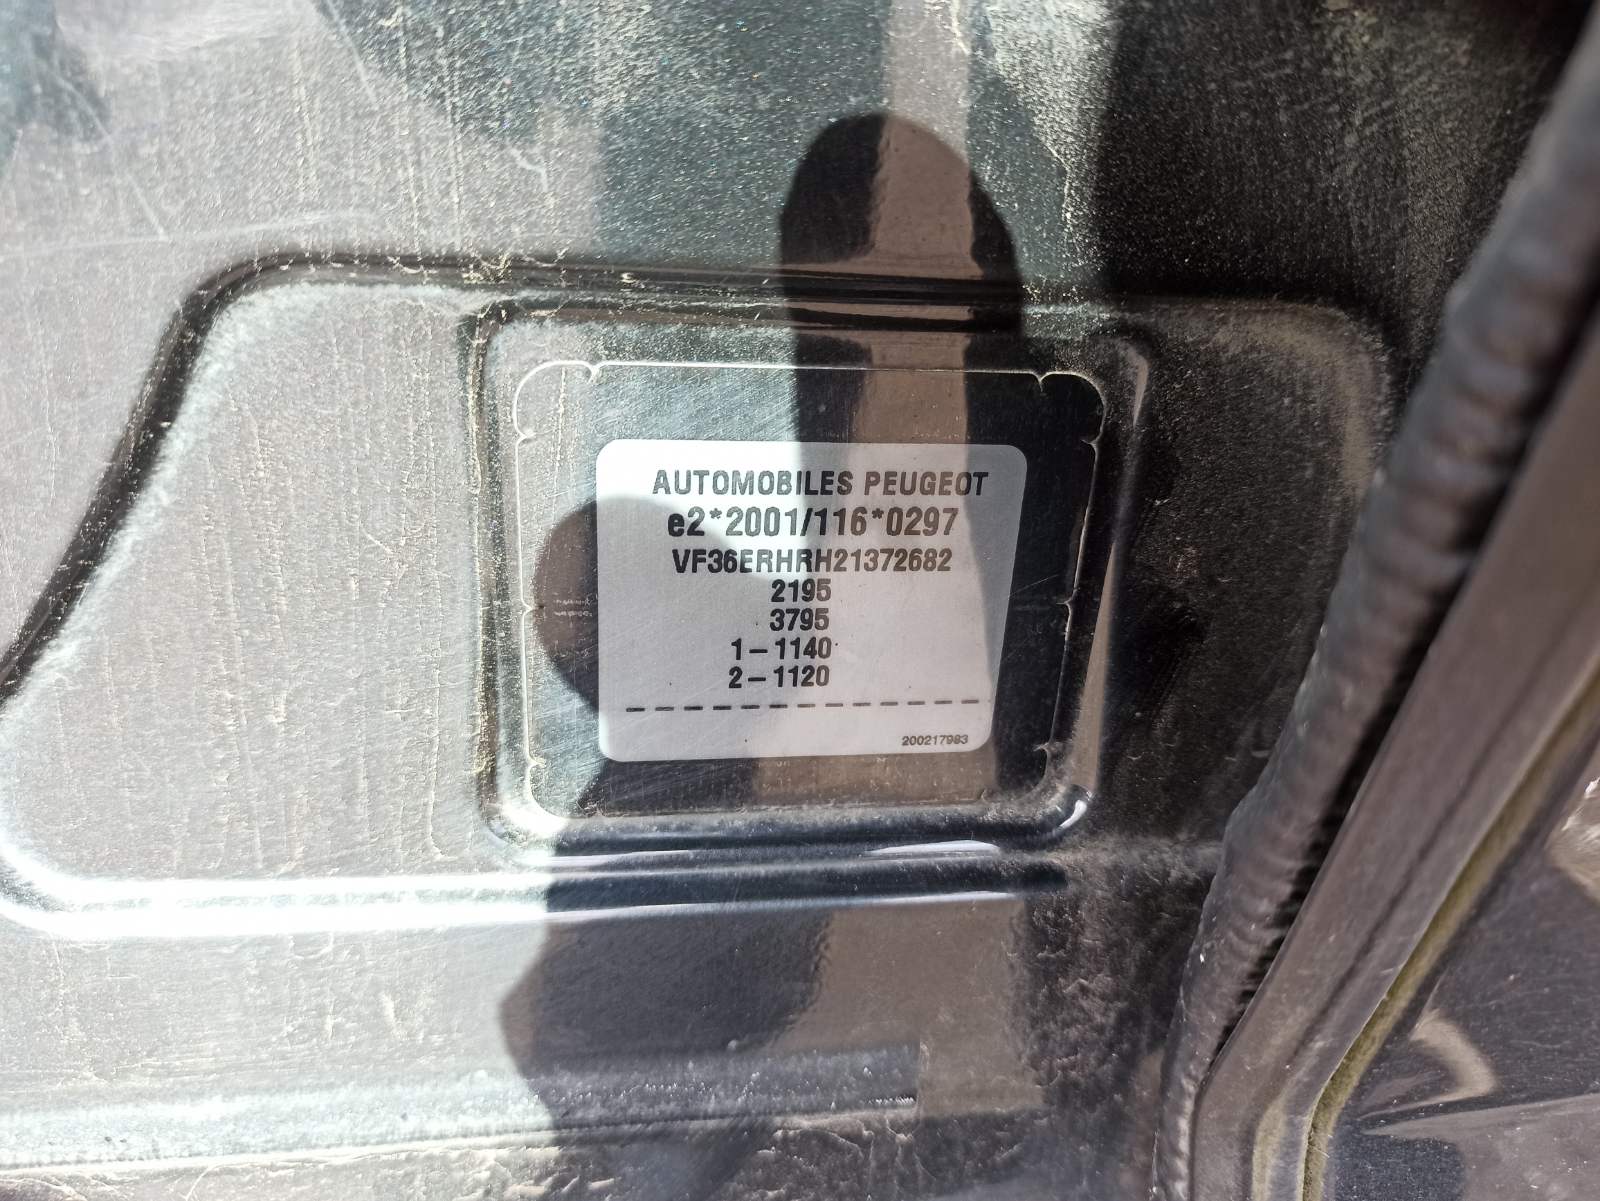 AUTOMOBILES PEUGEOT
e2*2001/116*0297
VF36ERHRH21372682
2195
3795
1-1140
2-1120
200217983